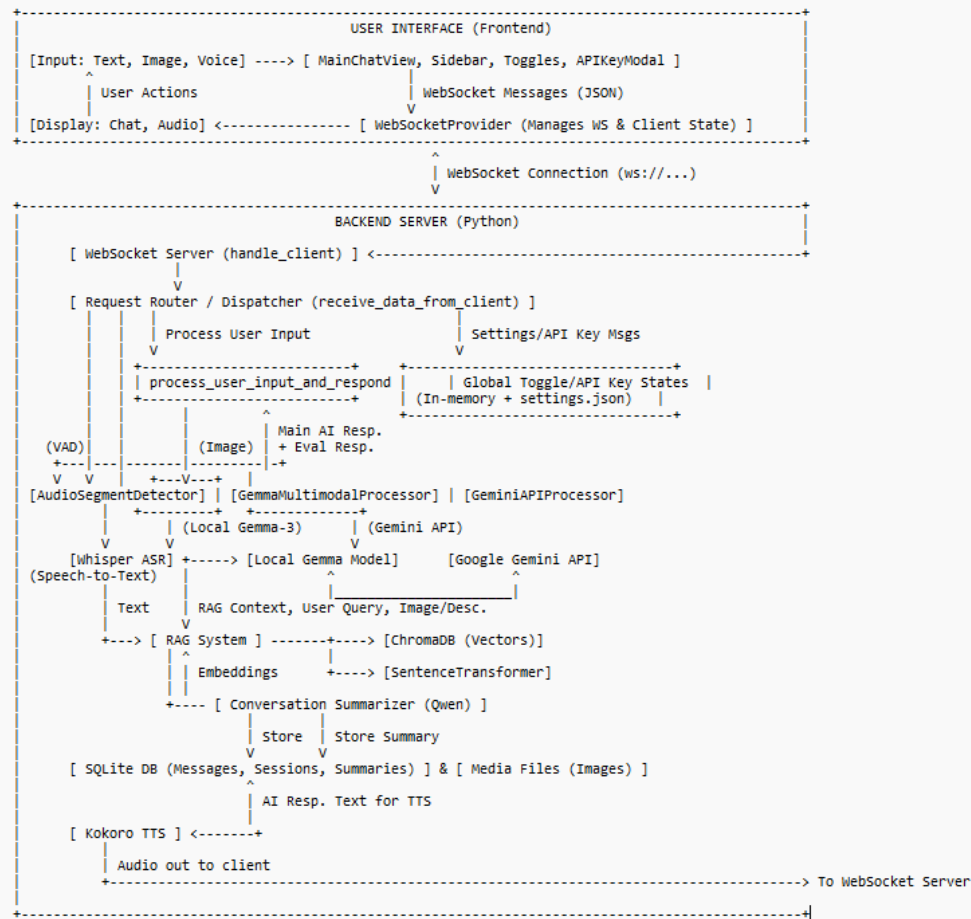 USER INTERFACE (Frontend)
[Input: Text, Image, Voice] ----> [ MainChatView, Sidebar, Toggles, APIKeyModal ]
User Actions
WebSocket Messages (JSON)
[Display: Chat, Audio] <---------------- [ WebSocketProvider (Manages WS & Client State) ]
WebSocket Connection (ws://...)
BACKEND SERVER (Python)
[ WebSocket Server (handle_client) ] <
[ Request Router / Dispatcher (receive_data_from_client) ]
Process User Input
Settings/API Key Msgs
process_user_input_and_respond | | Global Toggle/API Key States |
(In-memory + settings.json)
Main AI Resp.
(VAD) (Image) + Eval Resp.
[AudioSegmentDetector] | [GemmaMultimodalProcessor] | [GeminiAPIProcessor]
(Local Gemma-3) (Gemini API)
[Whisper ASR] +-----> [Local Gemma Model] [Google Gemini API]
(Speech-to-Text)
Text RAG Context, User Query, Image/Desc.
+---> [ RAG System ] -------+----> [ChromaDB (Vectors)]
Embeddings +----> [SentenceTransformer]
+---- [ Conversation Summarizer (Qwen) ]
Store Store Summary
[ SQLite DB (Messages, Sessions, Summaries) ] & [ Media Files (Images) ]
AI Resp. Text for TTS
[ Kokoro TTS ] <-------+
Audio out to client
To WebSocket Server